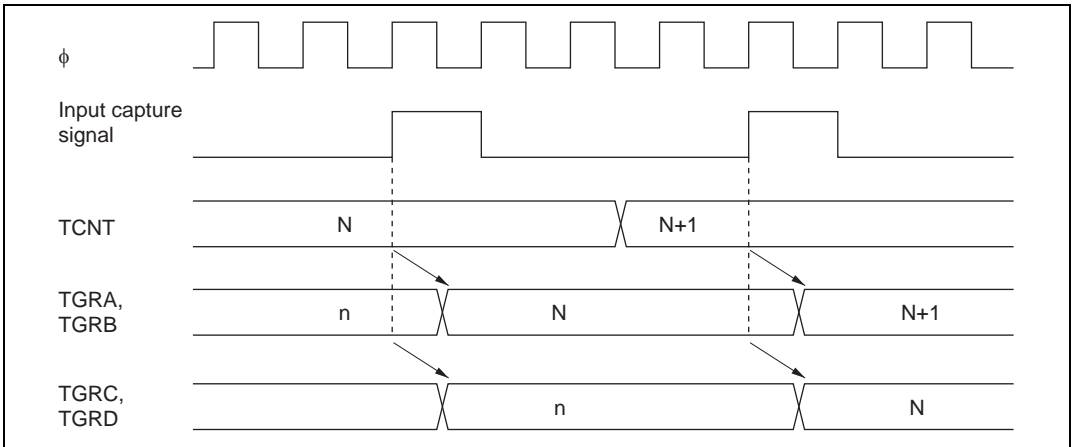 ϕ
Input capture
signal
TCNT
N
N+1
TGRA,
TGRB
n
N
N+1
TGRC,
TGRD
n
N